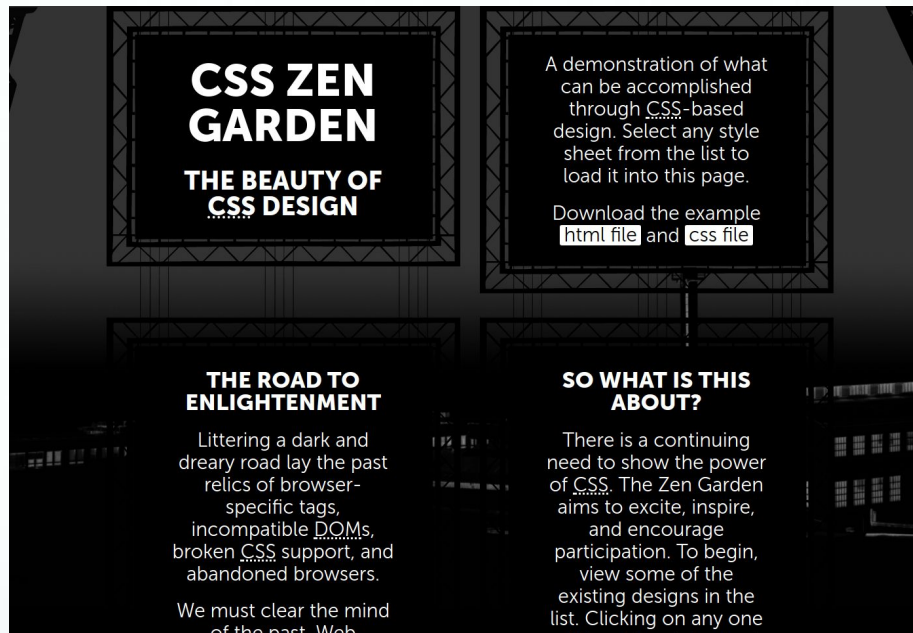 CSS ZEN
GARDEN
THE BEAUTY OF
CSS DESIGN
A demonstration of what
can be accomplished
through CSS-based
design. Select any style
sheet from the list to
load it into this page.
Download the example
html file and css file
THE ROAD TO
ENLIGHTENMENT
Littering a dark and
dreary road lay the past
relics of browser-
specific tags,
incompatible DOMs,
broken CSS support, and
abandoned browsers.
We must clear the mind
of the past. Web
SO WHAT IS THIS
ABOUT?
There is a continuing
need to show the power
of CSS. The Zen Garden
aims to excite, inspire,
and encourage
participation. To begin,
view some of the
existing designs in the
list. Clicking on any one